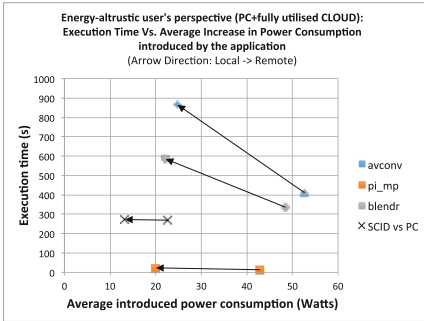 Energy-altrustic user's perspective (PC+fully utilised CLOUD):
Execution Time Vs. Average Increase in Power Consumption
introduced by the application
(Arrow Direction: Local -> Remote)
Execution time (s)
1000
900
800
700
600
500
400
300
200
100
0
0 10 20 30 40 50 60
Average introduced power consumption (Watts)
avconv
pi_mp
blendr
SCID vs PC